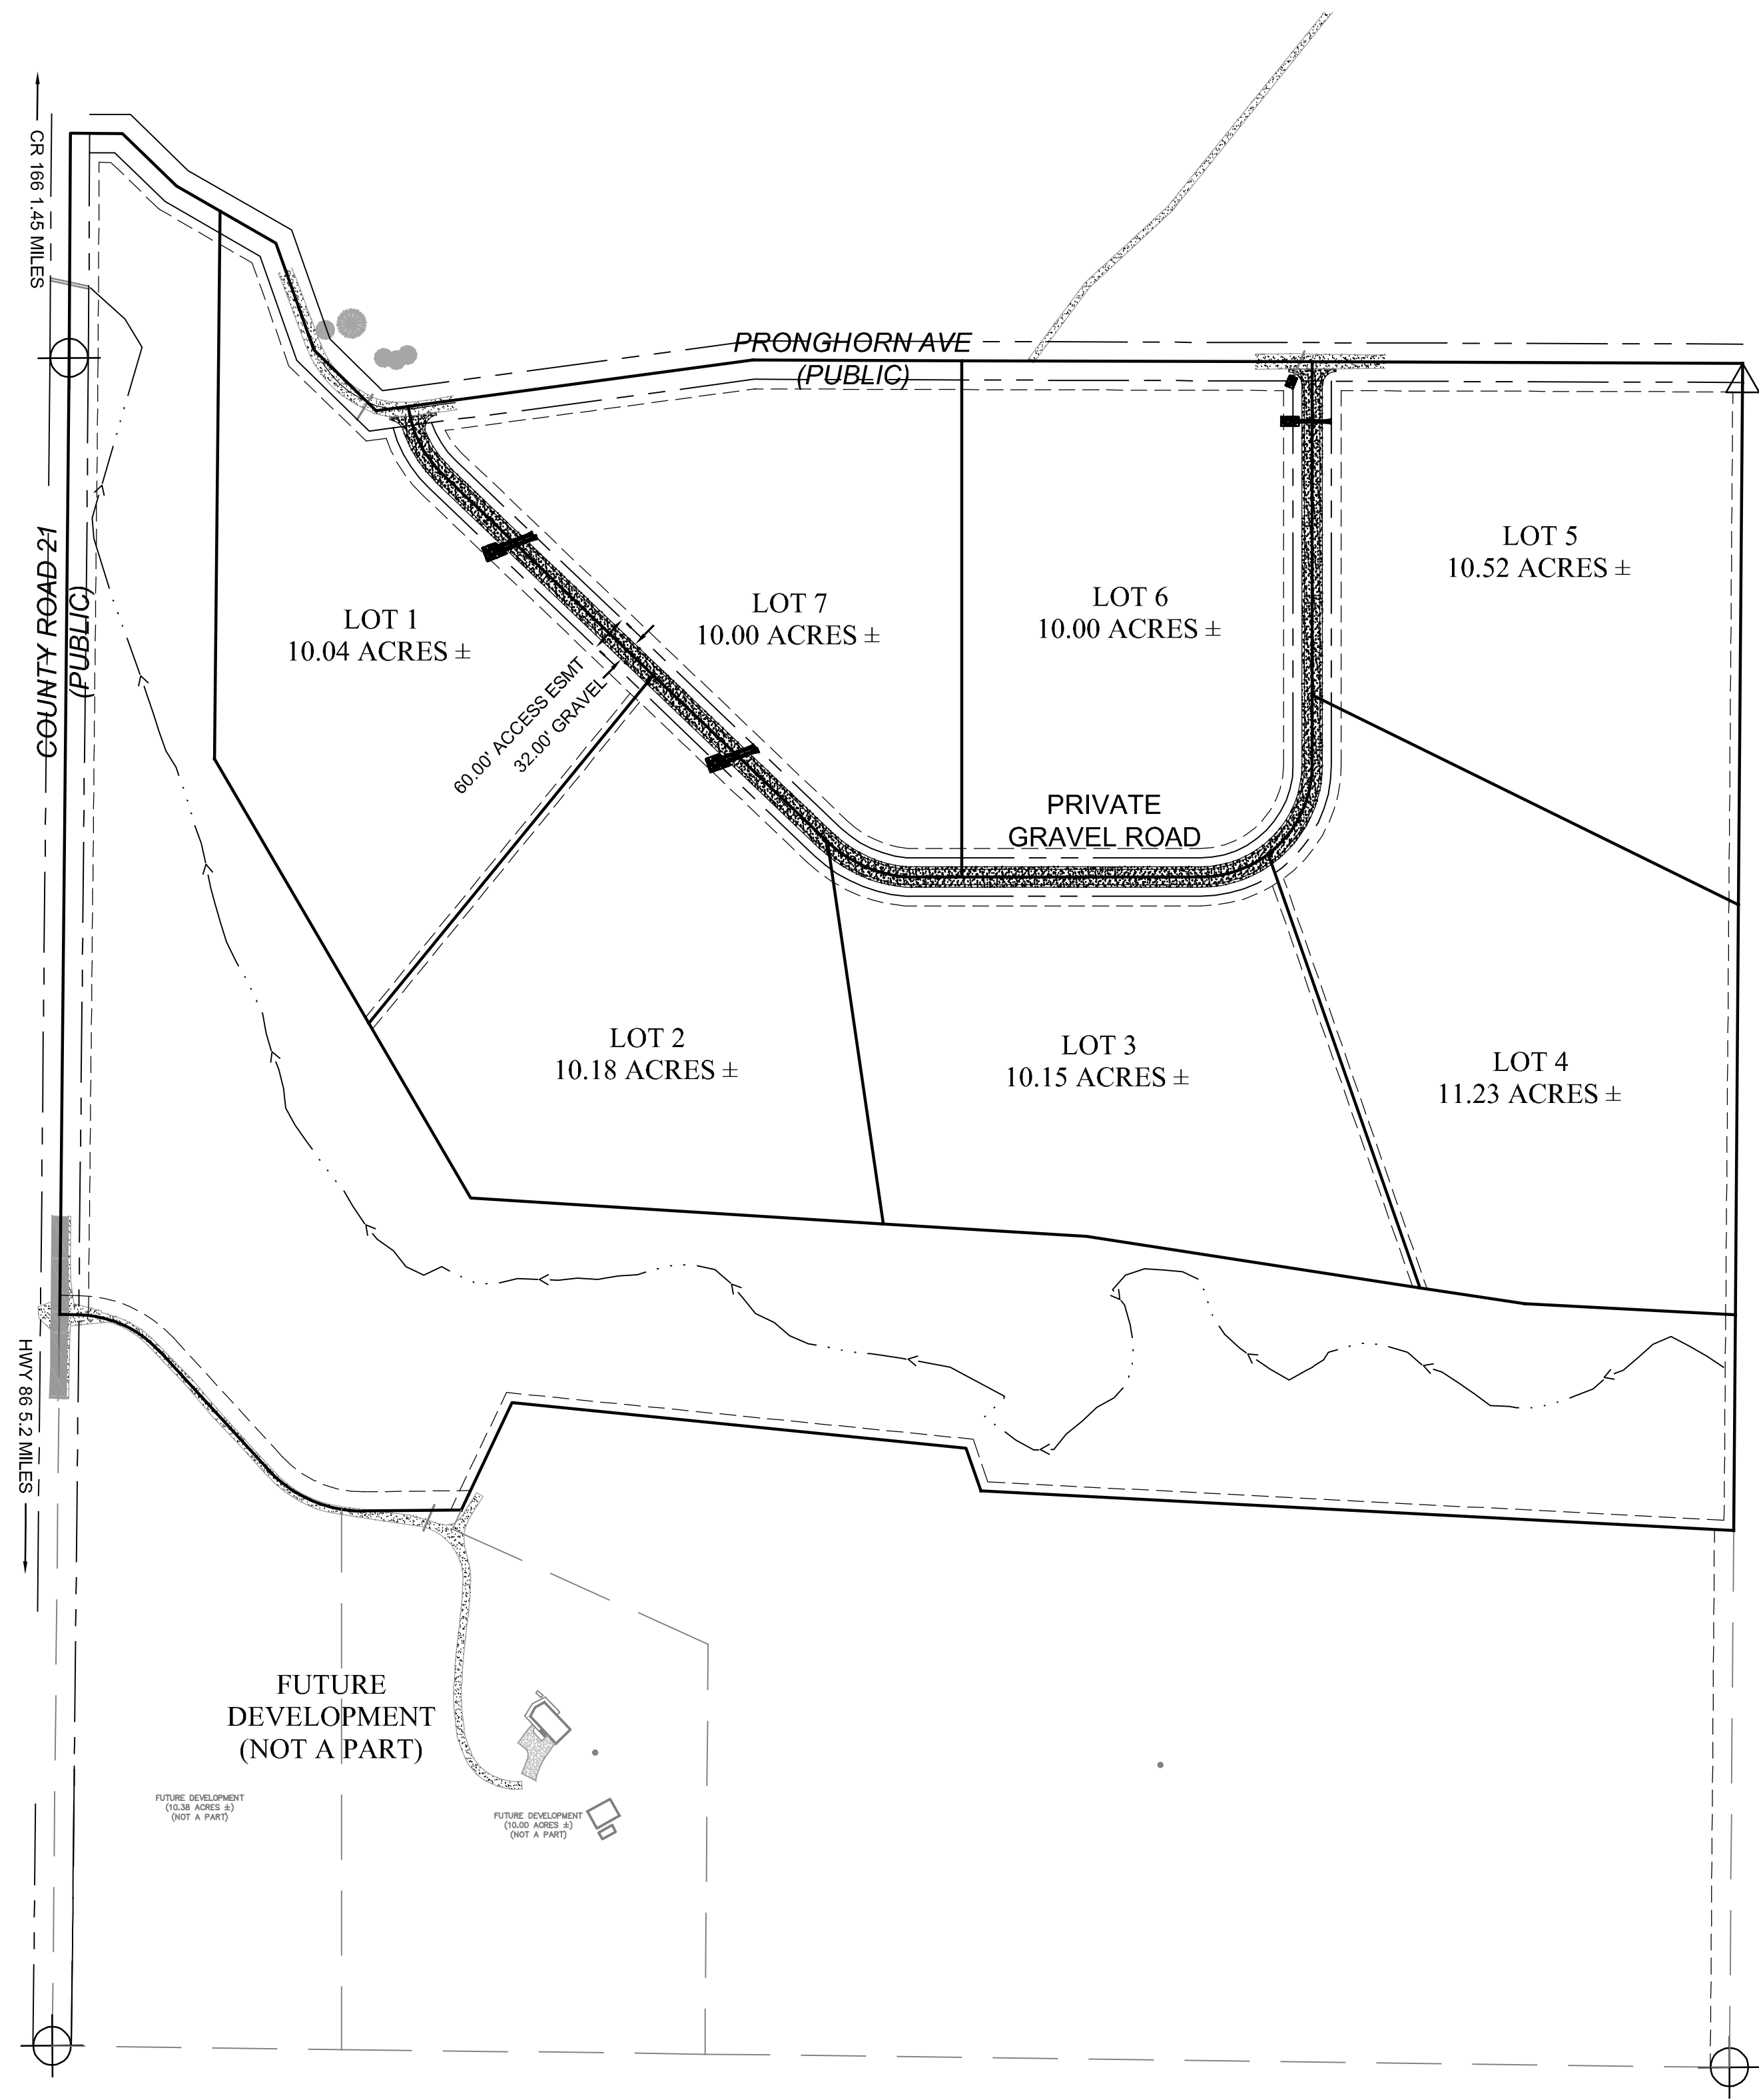 CR 166 1.45 MILES
PRONGHORN AVE
(PUBLIC)
COUNTY ROAD 21
(PUBLIC)
LOT 5
10.52 ACRES ±
LOT 7
10.00 ACRES ±
LOT 6
10.00 ACRES ±
LOT 1
10.04 ACRES ±
60.00' ACCESS ESMT
32.00' GRAVEL
PRIVATE
GRAVEL ROAD
LOT 2
10.18 ACRES ±
LOT 3
10.15 ACRES ±
LOT 4
11.23 ACRES ±
HWY 86 5.2 MILES
FUTURE
DEVELOPMENT
(NOT A PART)
FUTURE DEVELOPMENT
(10.38 ACRES ±)
(NOT A PART)
FUTURE DEVELOPMENT
(10.00 ACRES ±)
(NOT A PART)